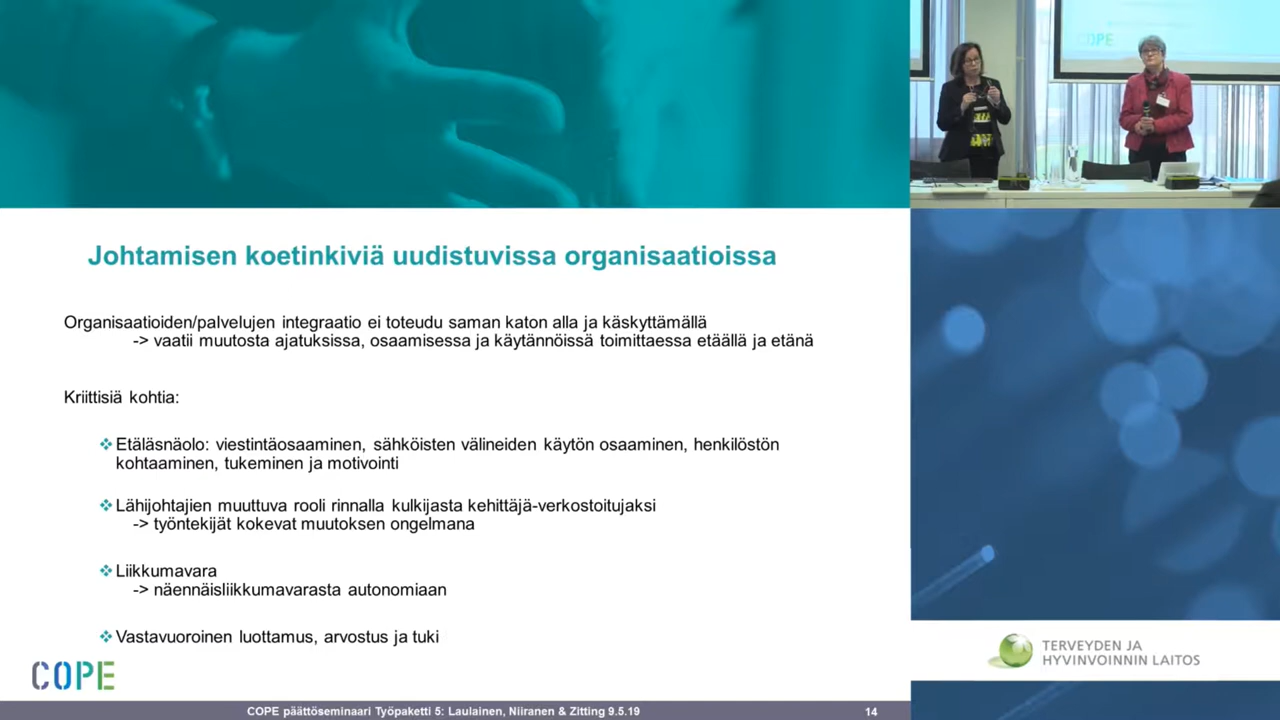 COPE
Johtamisen koetinkiviä uudistuvissa organisaatioissa
Organisaatioiden/palvelujen integraatio ei toteudu saman katon alla ja käskyttämällä
-> vaatii muutosta ajatuksissa, osaamisessa ja käytännöissä toimittaessa etäällä ja etänä
Kriittisiä kohtia:
❖Etäläsnäolo: viestintäosaaminen, sähköisten välineiden käytön osaaminen, henkilöstön
kohtaaminen, tukeminen ja motivointi
❖Lähijohtajien muuttuva rooli rinnalla kulkijasta kehittäjä-verkostoitujaksi
-> työntekijät kokevat muutoksen ongelmana
❖Liikkumavara
-> näennäisliikkumavarasta autonomiaan
❖Vastavuoroinen luottamus, arvostus ja tuki
COPE
COPE päättöseminaari Työpaketti 5: Laulainen, Niiranen & Zitting 9.5.19
14
TERVEYDEN JA
HYVINVOINNIN LAITOS